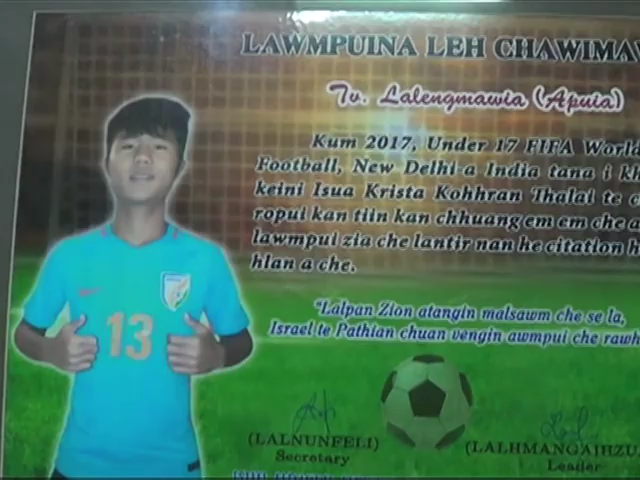 LAWMPUINA LEH CHAWIMAW
Tv. Lalengmawia (Apuia)
Kum 2017, Under 17 FIFA World
Football, New Delhi-a India tana i kh
keini Isua Krista Kohhran Thalai te c
ropui kan tiin kan chhuang em em che a
lawmpui zia che lantir nan he citation h
hlan a che.
"Lalpan Zion atangin malsawm che se la,
Israel te Pathian chuan vengin awmpui che rawh
13
(LALNUNFELI)
(LALHMANGAIHZU
Secretary
Leader